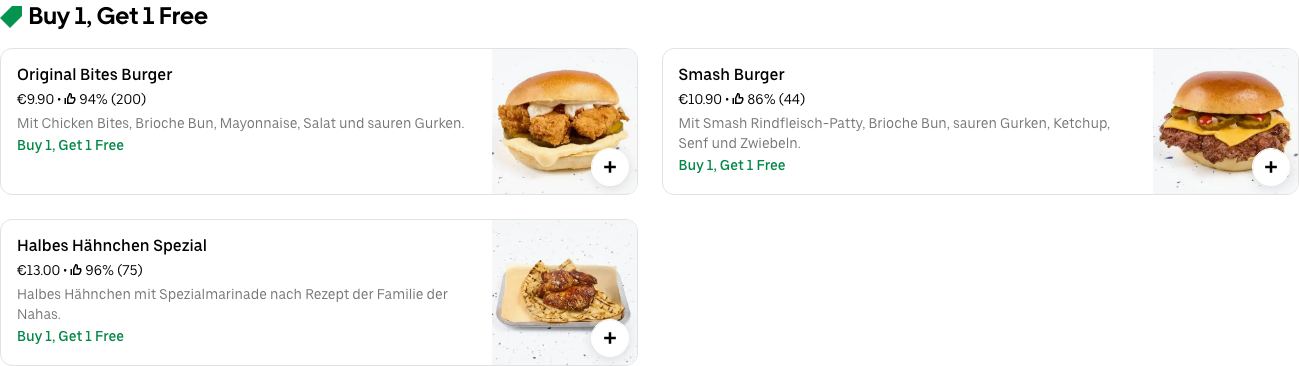 Buy 1, Get 1 Free
Original Bites Burger
€9.90 • 94% (200)
Mit Chicken Bites, Brioche Bun, Mayonnaise, Salat und sauren Gurken.
Buy 1, Get 1 Free
Smash Burger
€10.90 • 86% (44)
Mit Smash Rindfleisch-Patty, Brioche Bun, sauren Gurken, Ketchup,
Senf und Zwiebeln.
Buy 1, Get 1 Free
Halbes Hähnchen Spezial
€13.00 • 96% (75)
Halbes Hähnchen mit Spezialmarinade nach Rezept der Familie der
Nahas.
Buy 1, Get 1 Free